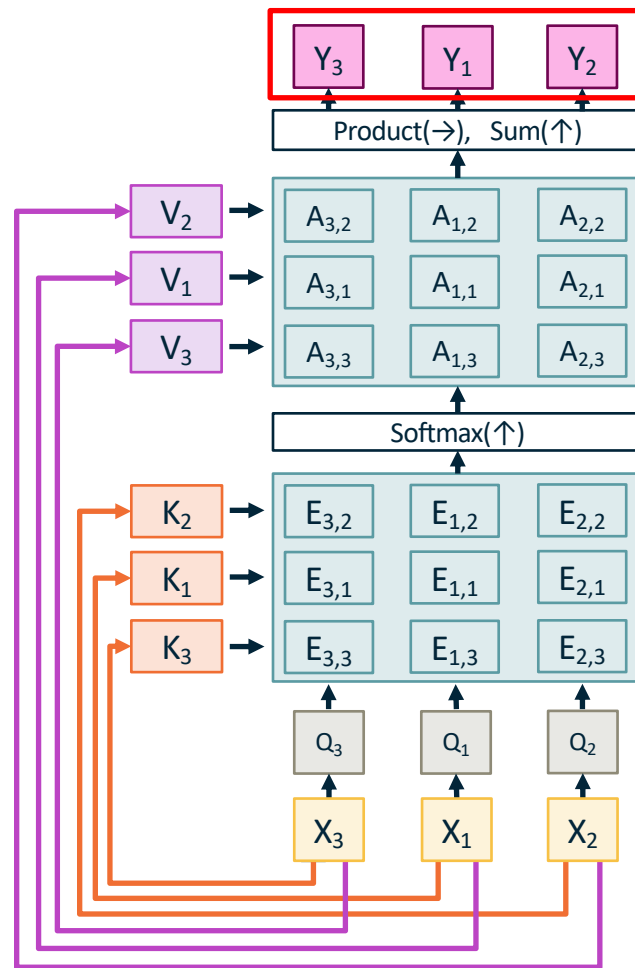 Y3 Y1 Y2
Product(→), Sum(↑)
V2 A3,2 A1,2 A2,2
V1 A3,1 A1,1 A2,1
V3 A3,3 A1,3 A2,3
Softmax(↑)
K2 E3,2 E1,2 E2,2
K1 E3,1 E1,1 E2,1
K3 E3,3 E1,3 E2,3
Q3 Q1 Q2
X3 X1 X2